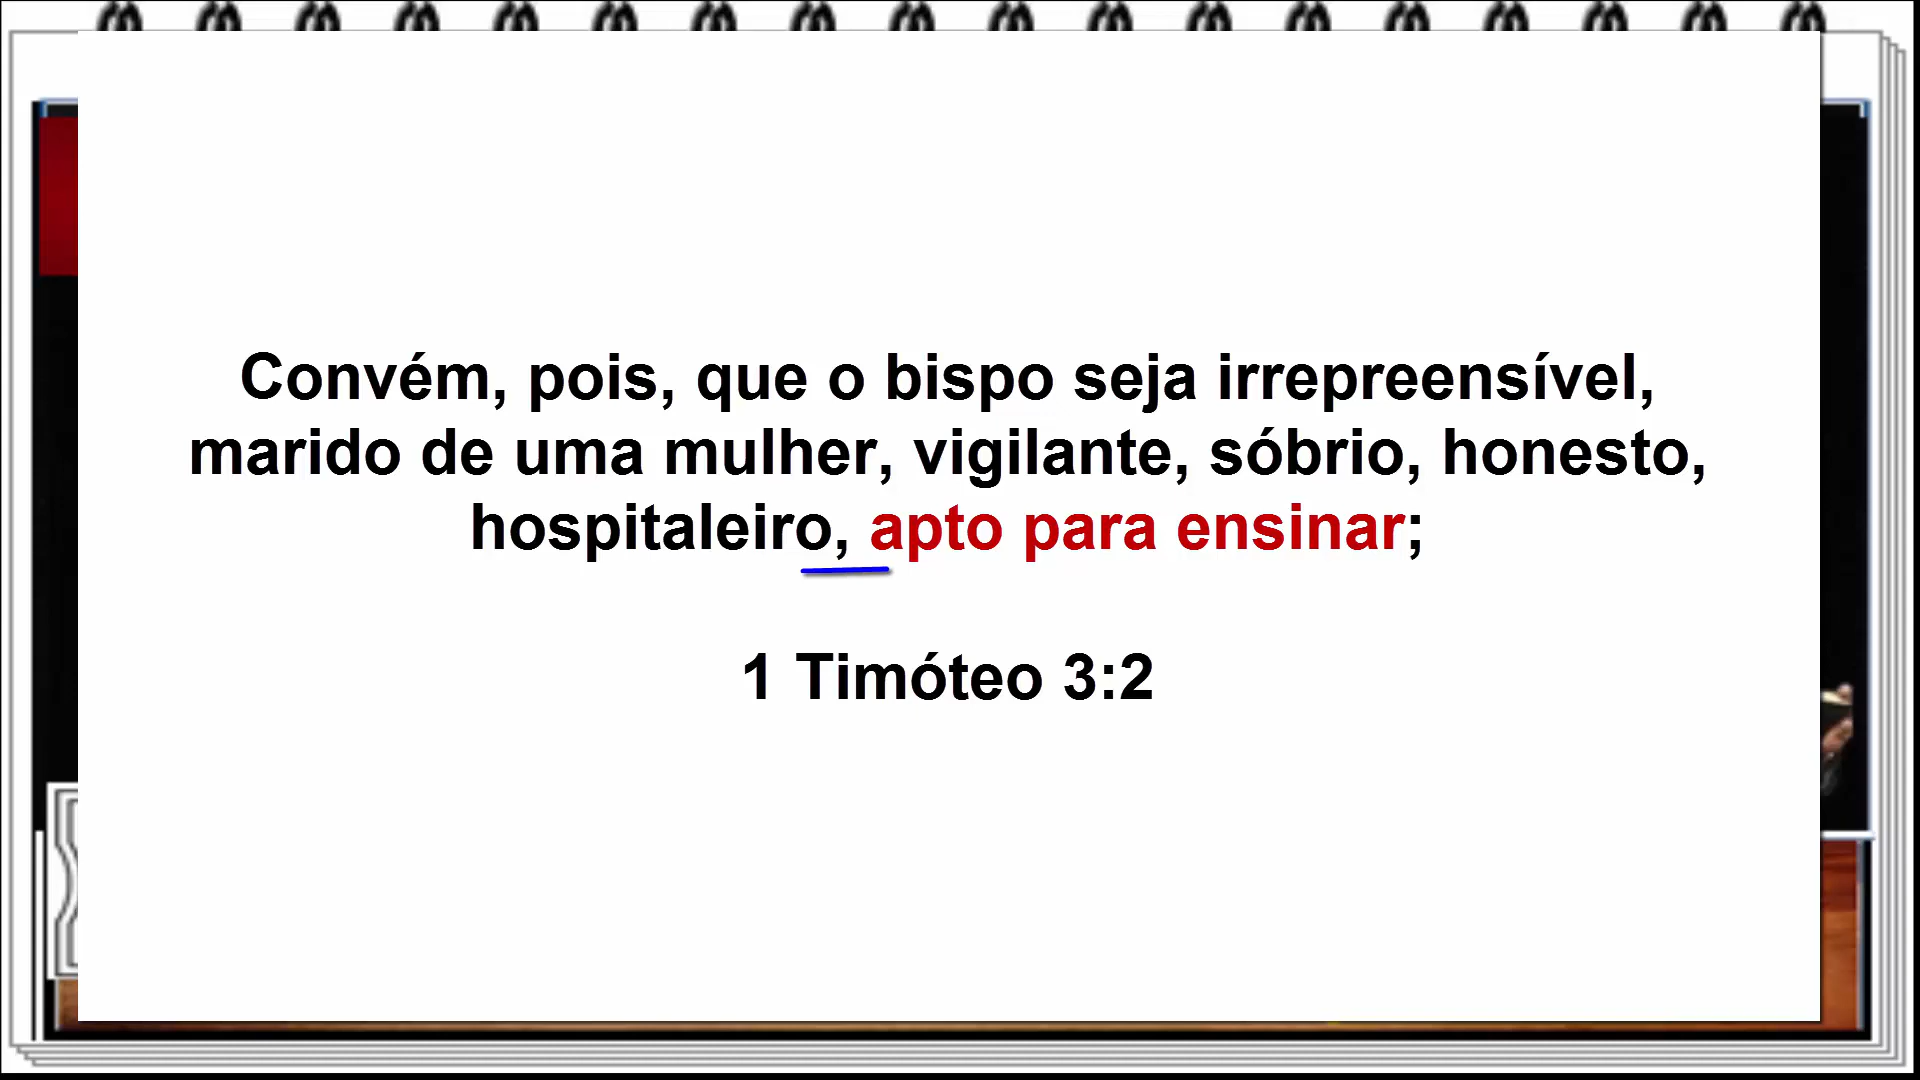 Convém, pois, que o bispo seja irrepreensível,
marido de uma mulher, vigilante, sóbrio, honesto,
hospitaleiro, apto para ensinar;
1 Timóteo 3:2